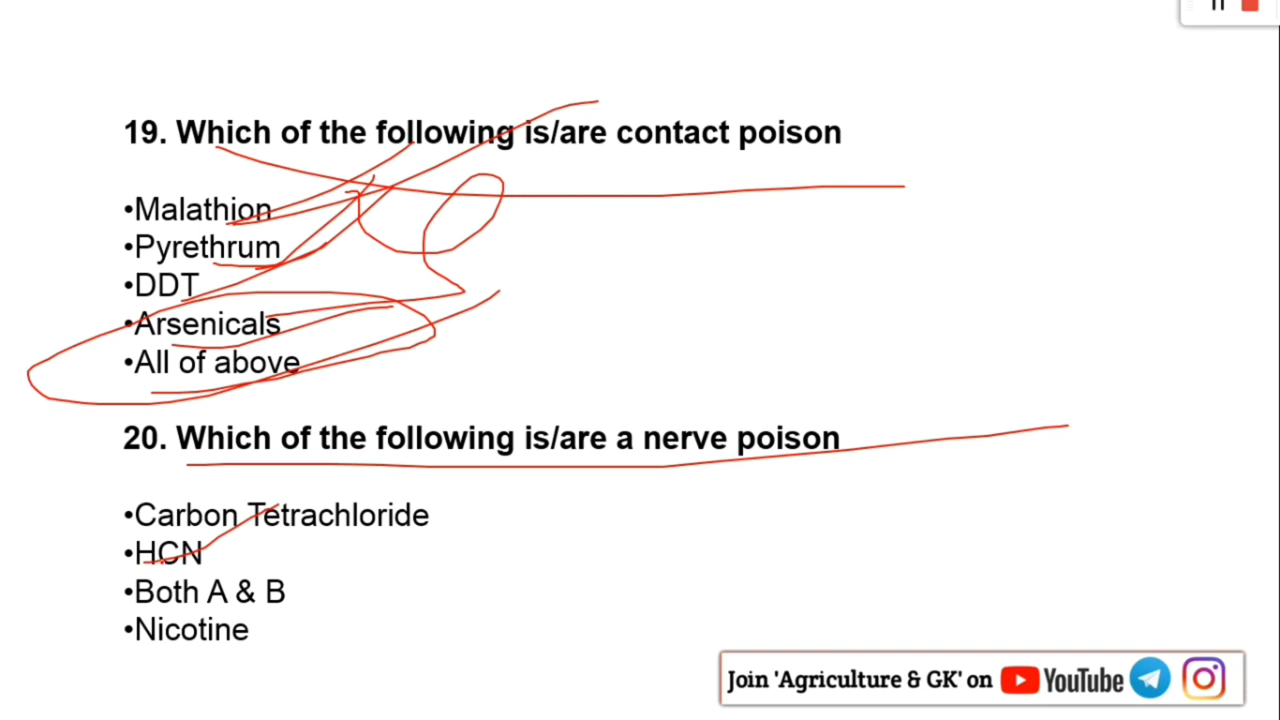 19. Which of the following is/are contact poison
•Malathion
•Pyrethrum
•DDT
•Arsenicals
•All of above
20. Which of the following is/are a nerve poison
•Carbon Tetrachloride
•HCN
•Both A & B
•Nicotine
Join 'Agriculture & GK' on YouTube